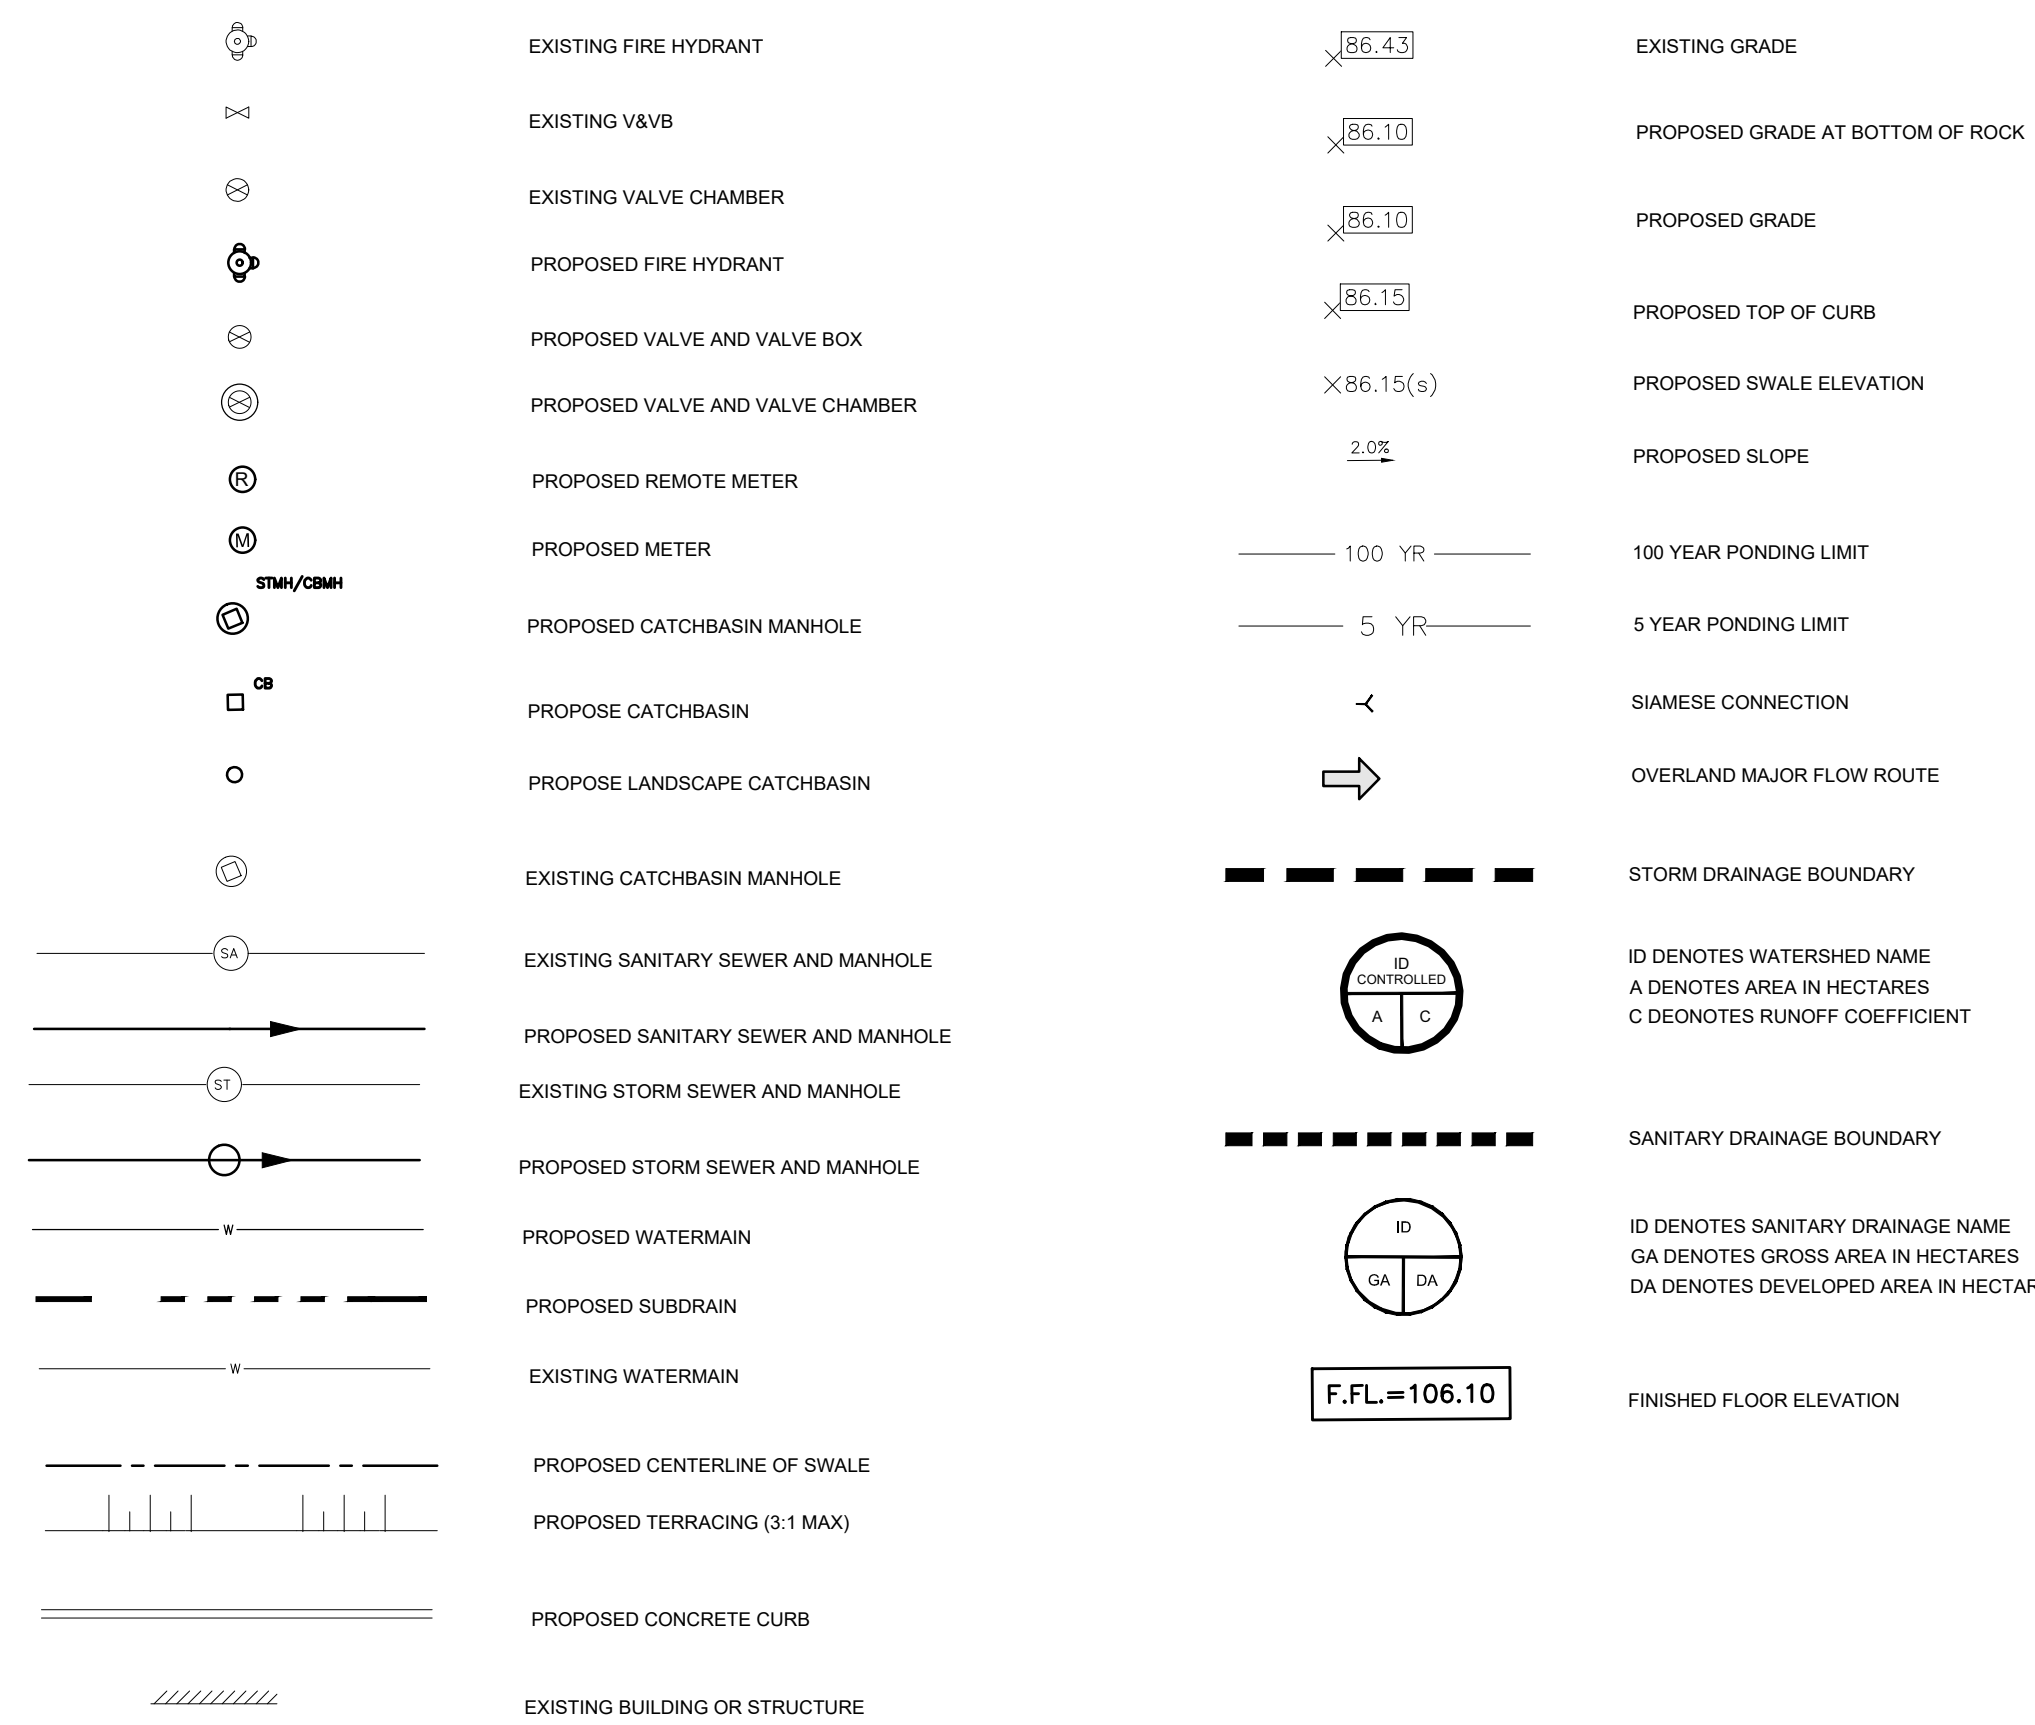 EXISTING FIRE HYDRANT
EXISTING V&VB
EXISTING VALVE CHAMBER
PROPOSED FIRE HYDRANT
PROPOSED VALVE AND VALVE BOX
PROPOSED VALVE AND VALVE CHAMBER
R PROPOSED REMOTE METER
M PROPOSED METER
STMH/CBMH
PROPOSED CATCHBASIN MANHOLE
CB
PROPOSE CATCHBASIN
PROPOSE LANDSCAPE CATCHBASIN
EXISTING CATCHBASIN MANHOLE
SA EXISTING SANITARY SEWER AND MANHOLE
PROPOSED SANITARY SEWER AND MANHOLE
ST EXISTING STORM SEWER AND MANHOLE
PROPOSED STORM SEWER AND MANHOLE
W PROPOSED WATERMAIN
PROPOSED SUBDRAIN
W EXISTING WATERMAIN
PROPOSED CENTERLINE OF SWALE
PROPOSED TERRACING (3:1 MAX)
PROPOSED CONCRETE CURB
EXISTING BUILDING OR STRUCTURE
86.43 EXISTING GRADE
86.10 PROPOSED GRADE AT BOTTOM OF ROCK
86.10 PROPOSED GRADE
86.15 PROPOSED TOP OF CURB
86.15(s) PROPOSED SWALE ELEVATION
2.0% PROPOSED SLOPE
100 YR 100 YEAR PONDING LIMIT
5 YR 5 YEAR PONDING LIMIT
SIAMESE CONNECTION
OVERLAND MAJOR FLOW ROUTE
STORM DRAINAGE BOUNDARY
ID
CONTROLLED
A C
ID DENOTES WATERSHED NAME
A DENOTES AREA IN HECTARES
C DEONOTES RUNOFF COEFFICIENT
SANITARY DRAINAGE BOUNDARY
ID
GA DA
ID DENOTES SANITARY DRAINAGE NAME
GA DENOTES GROSS AREA IN HECTARES
DA DENOTES DEVELOPED AREA IN HECTAR
F.FL.=106.10 FINISHED FLOOR ELEVATION